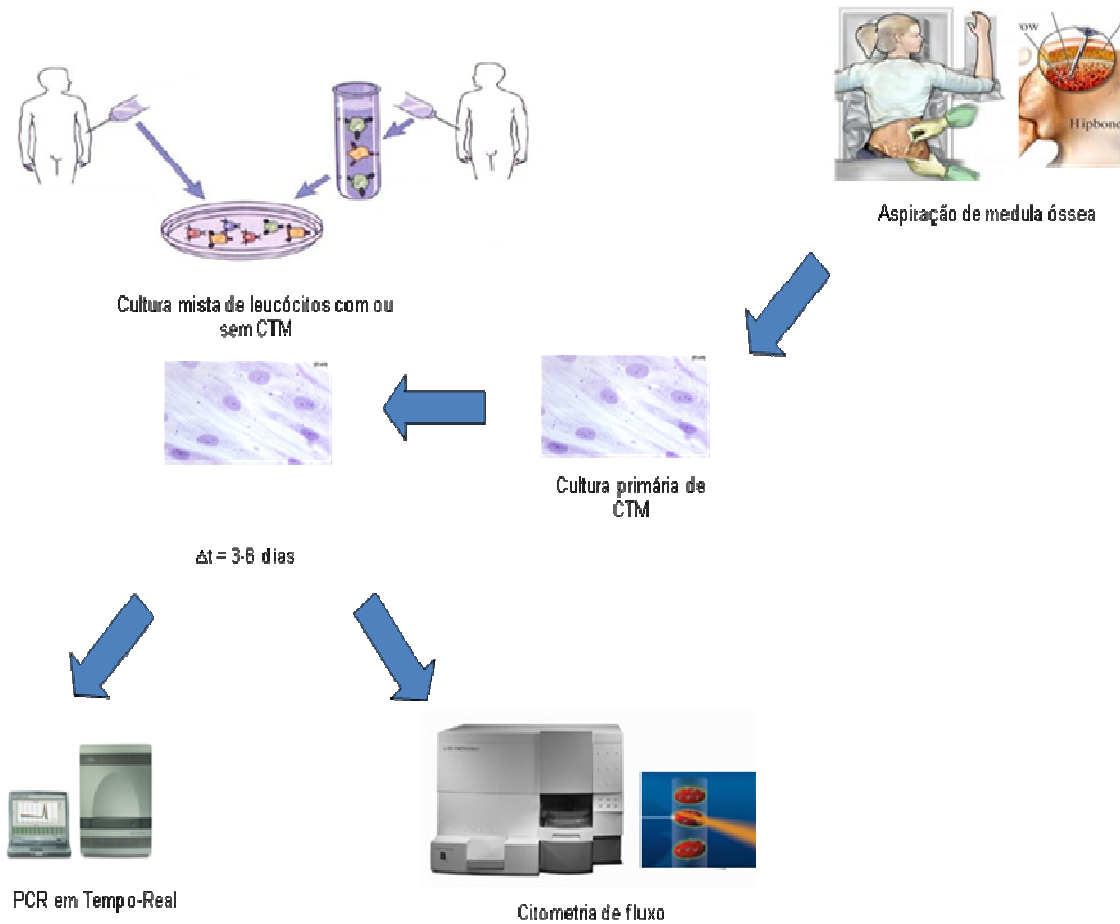 ow
Hipbone
Aspiração de medula óssea
Cultura mista de leucócitos com ou
sem CTM
Cultura primária de
CTM
Δt = 3-6 dias
PCR em Tempo-Real
Citometria de fluxo